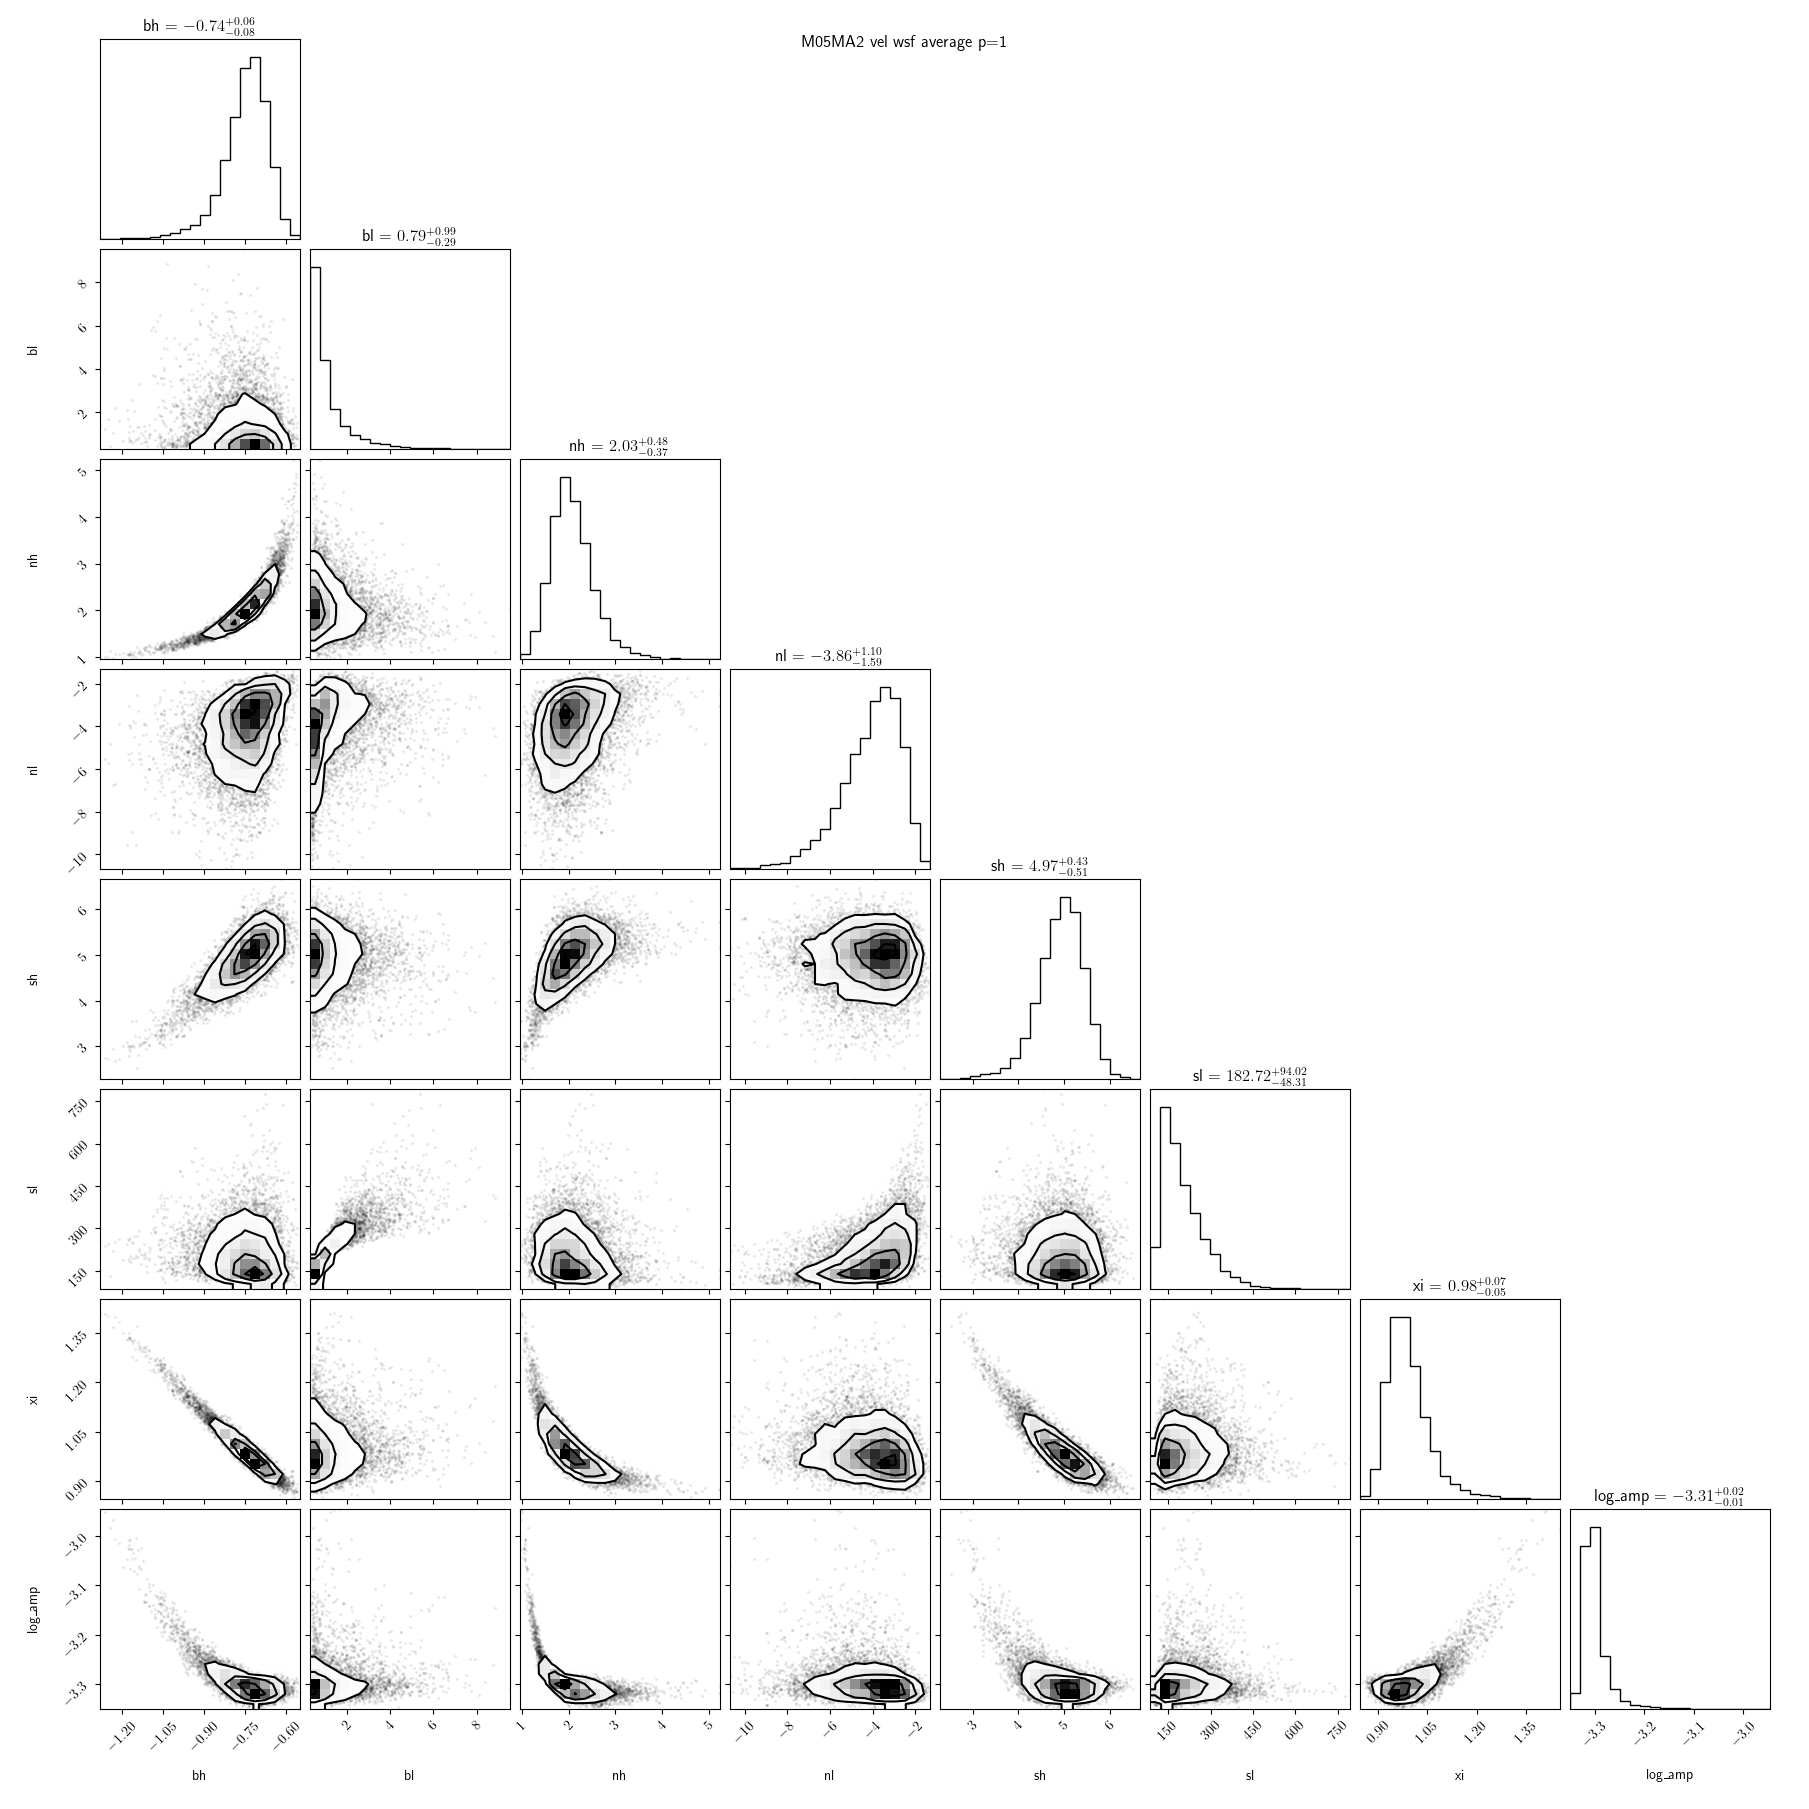 M05MA2 vel wsf average p=1
bh = −0.74+0.06 −0.08
bl = 0.79+0.99 −0.29
8
6
4
2
bl
nh = 2.03+0.48 −0.37
5
4
3
2
1
nh
nl = −3.86+1.10 −1.59
−2
−4
−6
−8
−10
nl
sh = 4.97+0.43 −0.51
6
5
4
3
sh
sl = 182.72+94.02 −48.31
750
600
450
300
150
sl
xi = 0.98+0.07 −0.05
1.35
1.20
1.05
0.90
xi
log_amp = −3.31+0.02 −0.01
−3.0
−3.1
−3.2
−3.3
log_amp
−1.20 −1.05 −0.90 −0.75 −0.60 2 4 6 8 1 2 3 4 5 −10 −8 −6 −4 −2 3 4 5 6 150 300 450 600 750 0.90 1.05 1.20 1.35 −3.3 −3.2 −3.1 −3.0
bh bl nh nl sh sl xi log_amp